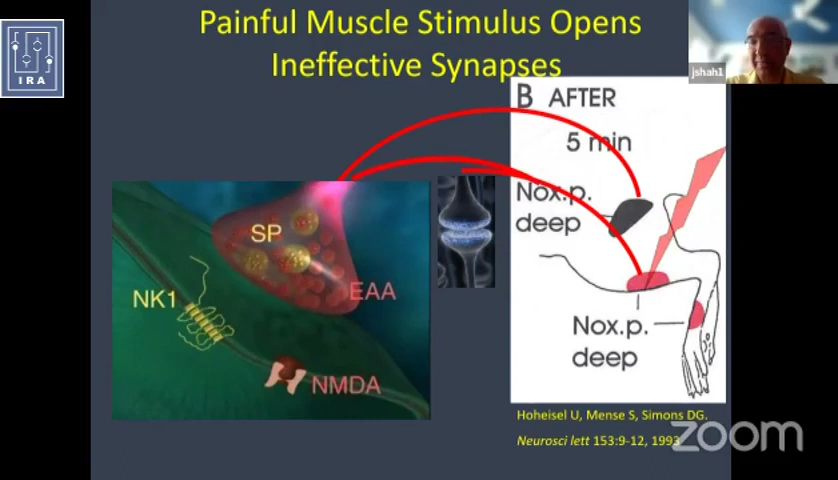 Painful Muscle Stimulus Opens
Ineffective Synapses
IRA
jshah1
B AFTER
5 min
Nox.p.
deep
SP
NK1
EAA
NMDA
Nox.p.
deep
Hoheisel U, Mense S, Simons DG.
Neurosci lett 153:9-12, 1993
zoom